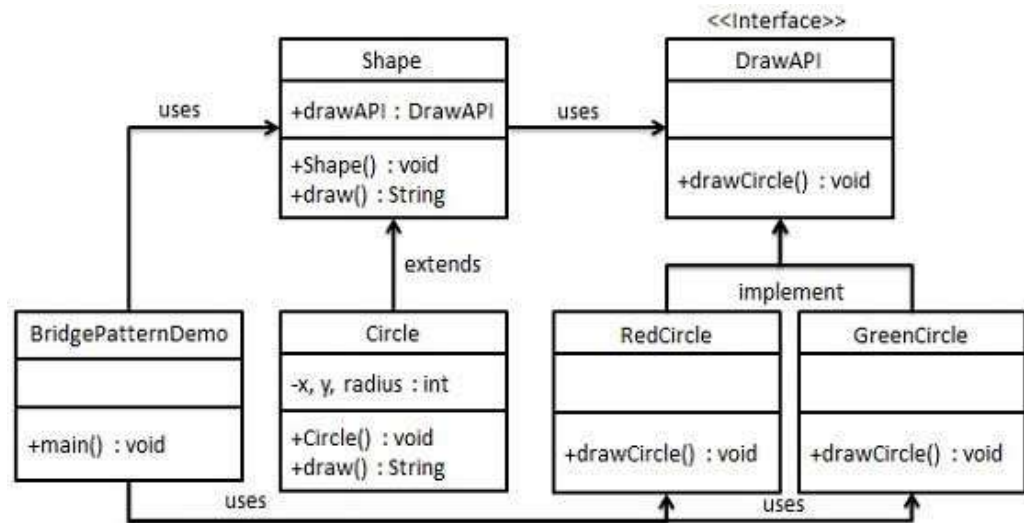 <<Interface>>
Shape
DrawAPI
+drawAPI : DrawAPI
uses
uses
+Shape() : void
+draw() : String
+drawCircle() : void
extends
implement
BridgePatternDemo
Circle
RedCircle
GreenCircle
-x, y, radius : int
+main() : void
+Circle() : void
+draw() : String
+drawCircle() : void
+drawCircle() : void
uses
uses